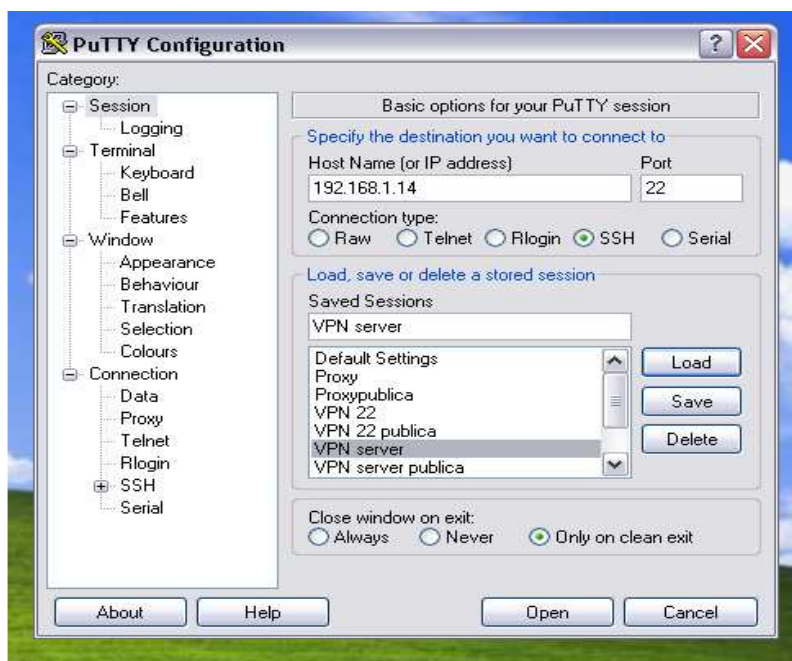 PuTTY Configuration
Category:
Session
Logging
Terminal
Keyboard
Bell
Features
Window
Appearance
Behaviour
Translation
Selection
Colours
Connection
Data
Proxy
Telnet
Rlogin
SSH
Serial
Basic options for your PuTTY session
Specify the destination you want to connect to
Host Name (or IP address) Port
192.168.1.14 22
Connection type:
Raw Telnet Rlogin SSH Serial
Load, save or delete a stored session
Saved Sessions
VPN server
Default Settings
Proxy
Proxypublica
VPN 22
VPN 22 publica
VPN server
VPN server publica
Load
Save
Delete
Close window on exit:
Always Never Only on clean exit
About Help Open Cancel